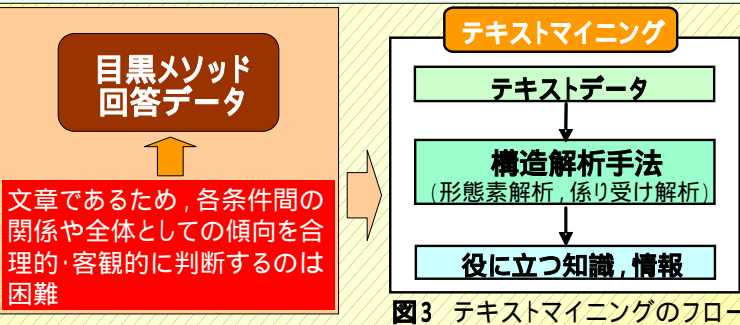 目黒メソッド
回答データ
文章であるため,各条件間の
関係や全体としての傾向を合
理的・客観的に判断するのは
困難
テキストマイニング
テキストデータ
構造解析手法
(形態素解析,係り受け解析)
役に立つ知識,情報
図3 テキストマイニングのフロー